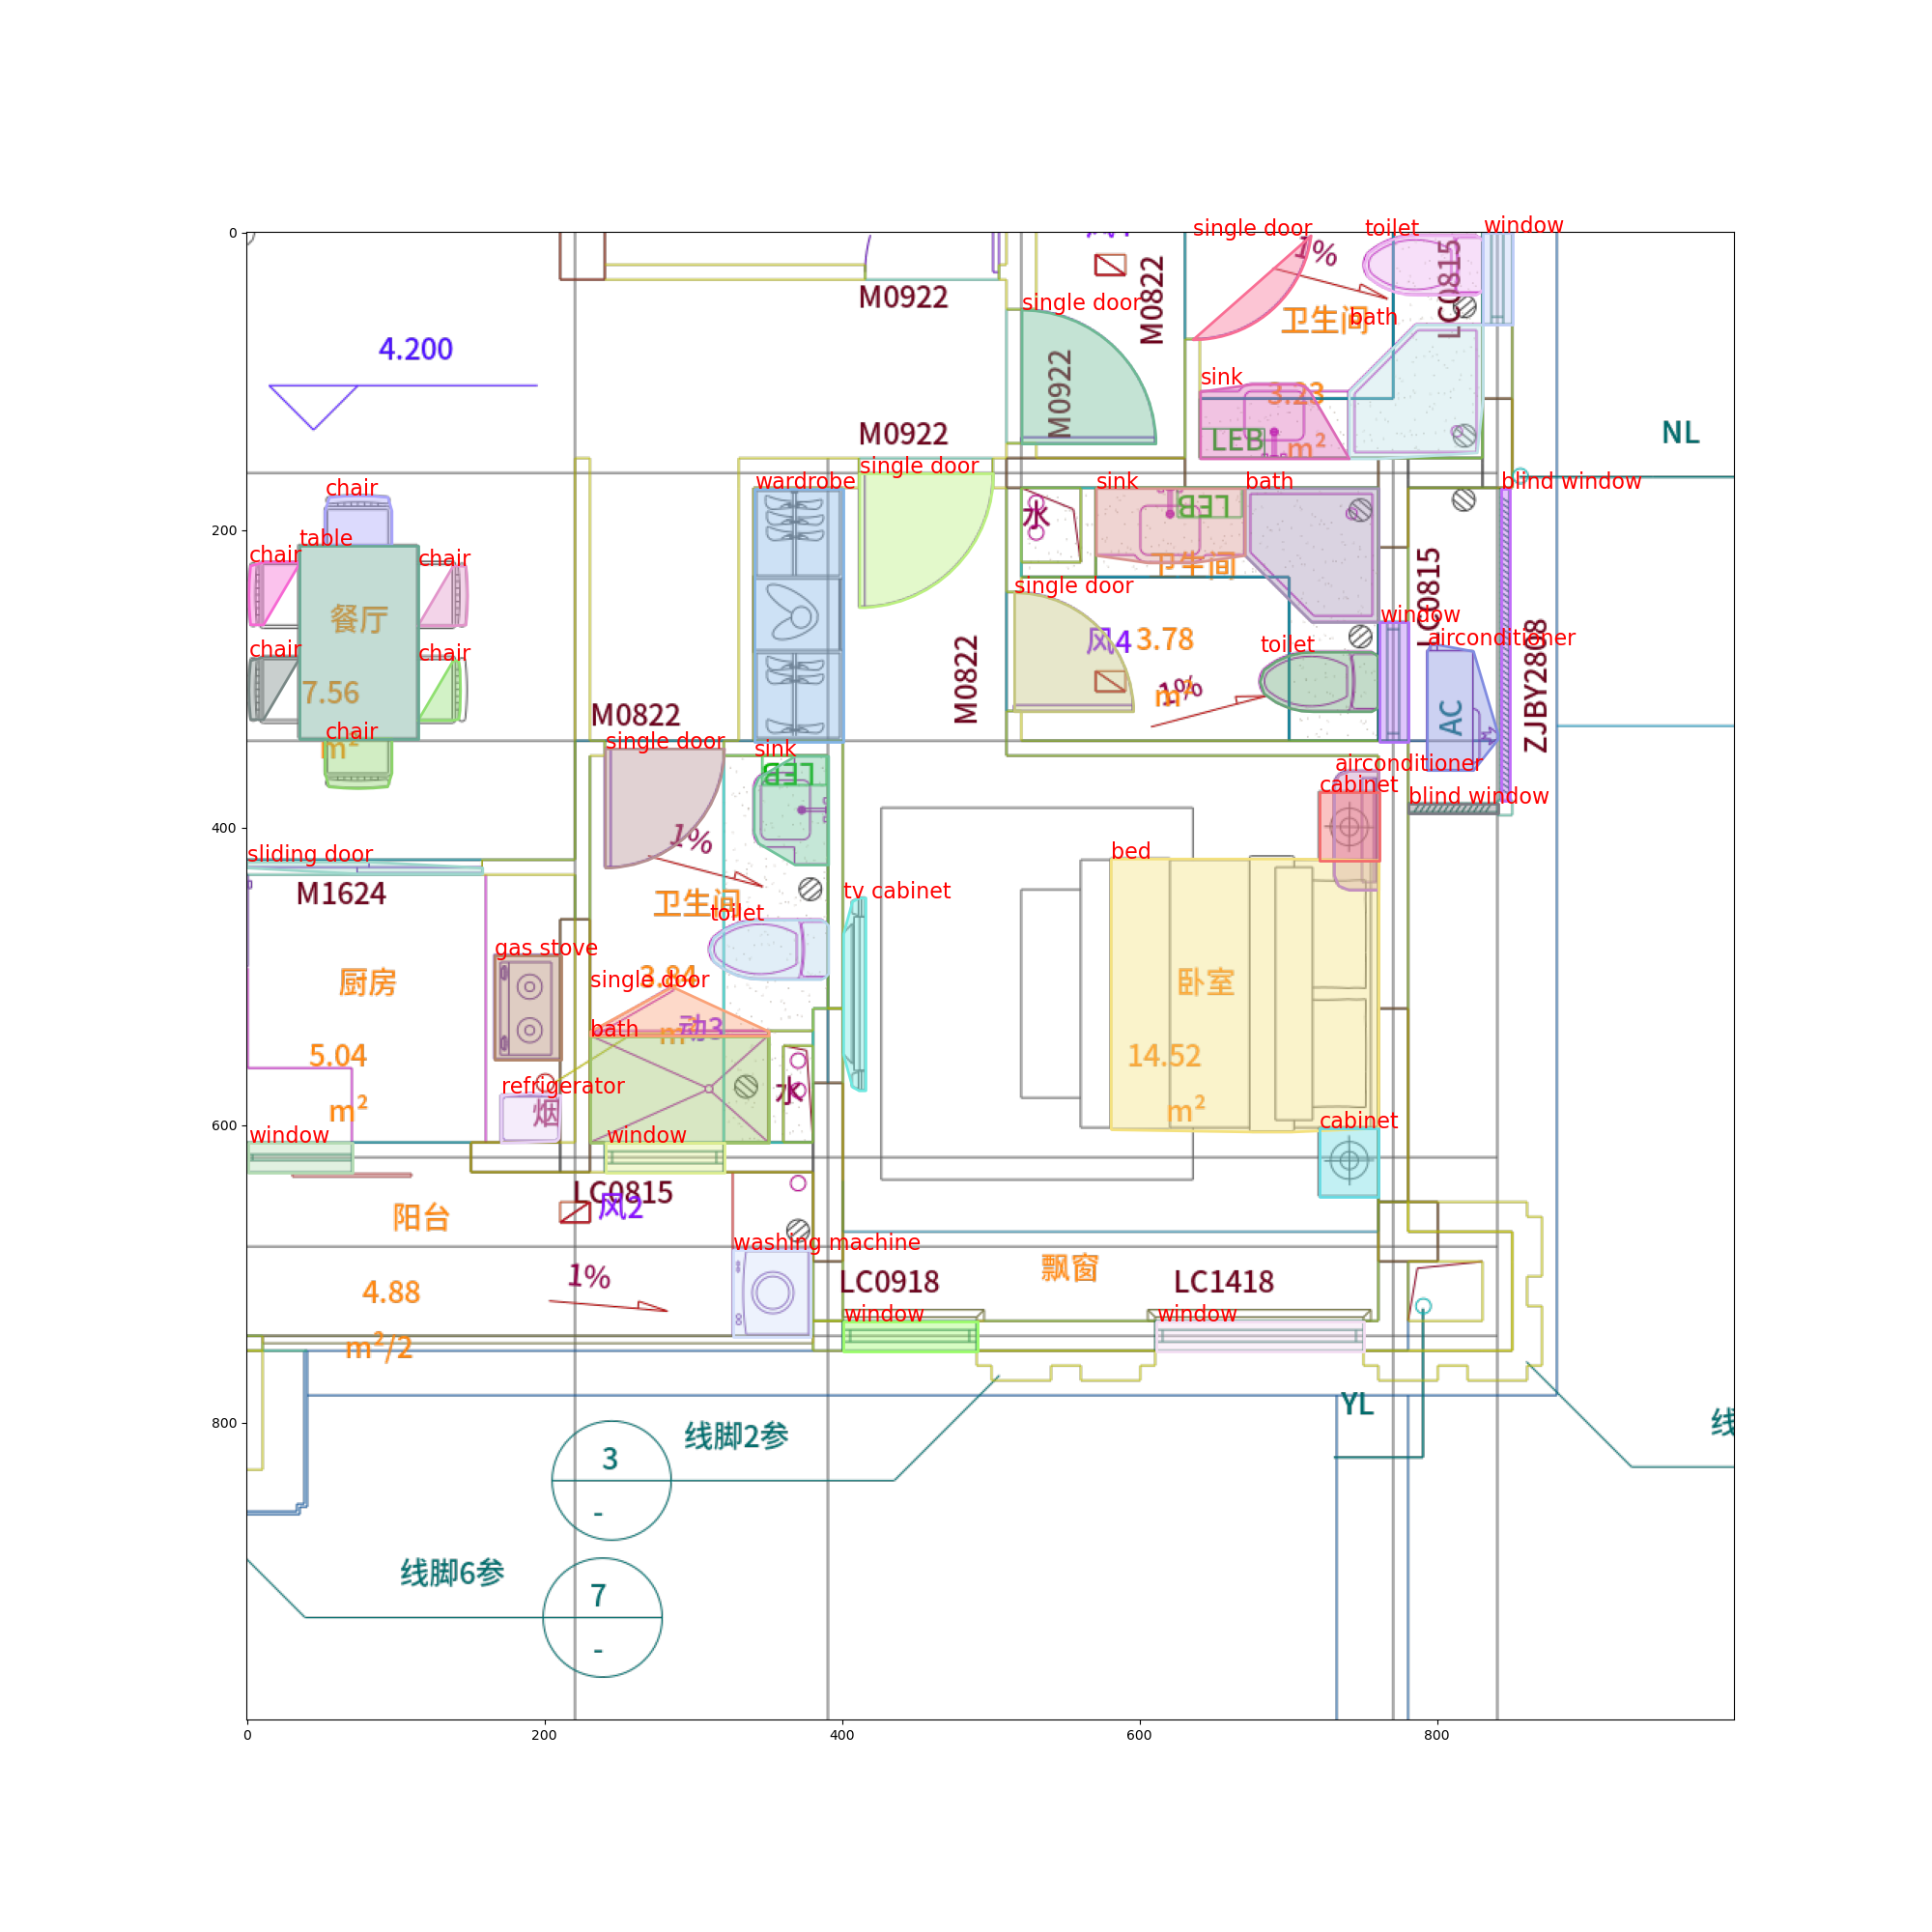 single door
toilet
window
1%
LC0815
M0822
M0922
single door
卫生间
bath
4.200
M0922
sink
3.23
m²
LEB
M0922
NL
single door
wardrobe
sink
bath
blind window
chair
水
LEB
table
chair
chair
卫生间
LC0815
single door
餐厅
window
风4
3.78
airconditioner
toilet
chair
chair
7.56
m²
1%
M0822
ZJBY2808
AC
M0822
chair
m²
single door
sink
LEB
airconditioner
cabinet
blind window
1%
sliding door
bed
M1624
卫生间
toilet
tv cabinet
gas stove
厨房
3.84
single door
卧室
m²
动3
bath
5.04
14.52
refrigerator
烟
水
m²
m²
window
window
cabinet
LC0815
风2
阳台
washing machine
飘窗
1%
4.88
LC0918
LC1418
window
window
m²/2
YL
线脚2参
线
3
-
线脚6参
7
-
0
200
400
600
800
0
200
400
600
800